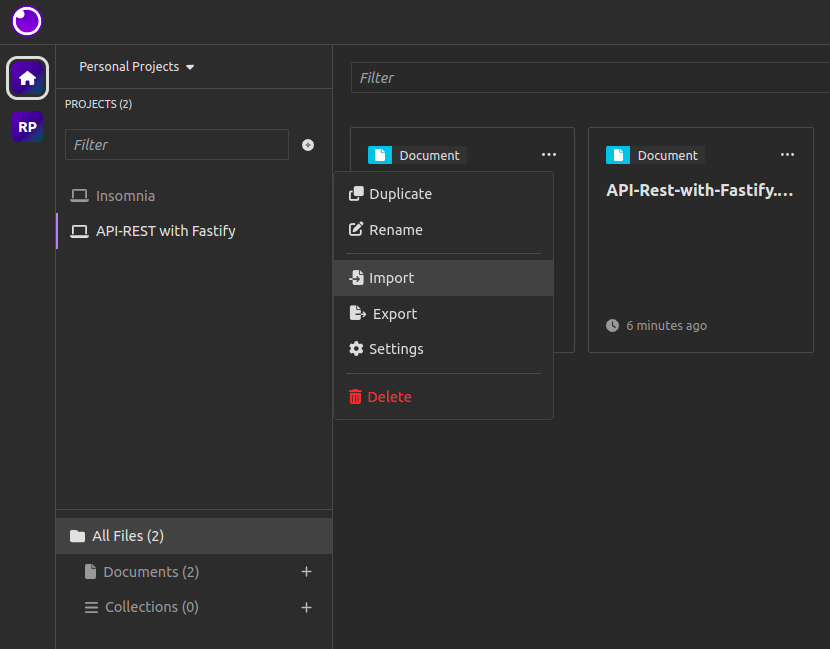 Personal Projects
RP
PROJECTS (2)
Filter
Insomnia
API-REST with Fastify
All Files (2)
Documents (2)
Collections (0)
Filter
Document
Duplicate
Rename
Import
Export
Settings
Delete
Document
API-Rest-with-Fastify....
6 minutes ago